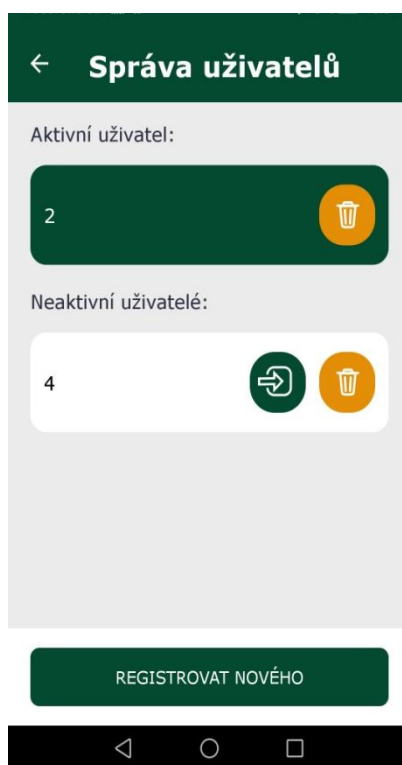 Správa uživatelů
Aktivní uživatel:
2
Neaktivní uživatelé:
4
REGISTROVAT NOVÉHO